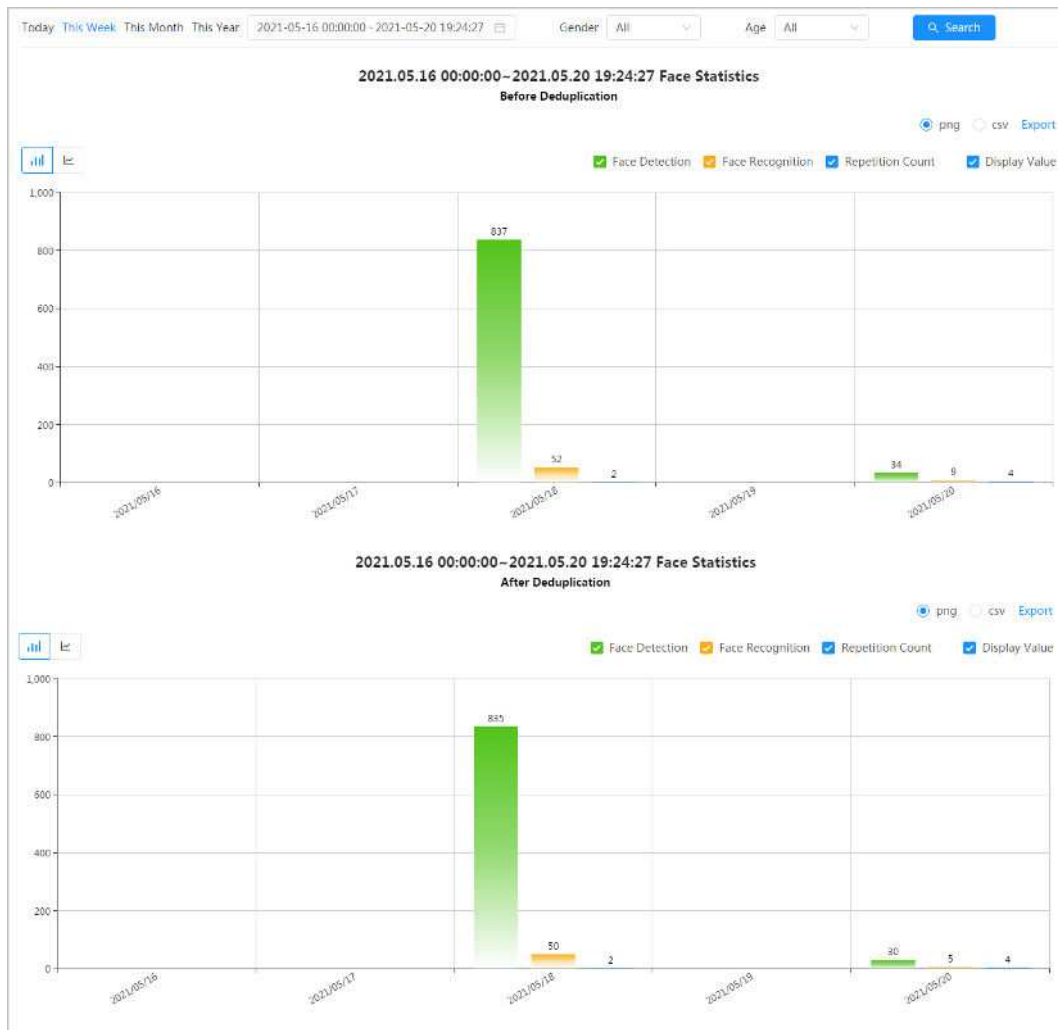 Today This Week This Month This Year 2021-05-16 00:00:00 - 2021-05-20 19:24:27 Gender All Age All Search
2021.05.16 00:00:00~2021.05.20 19:24:27 Face Statistics
Before Deduplication
png csv Export
Face Detection Face Recognition Repetition Count Display Value
1,000
837
800
600
400
200
52
2
34
9
4
0
2021/05/16 2021/05/17 2021/05/18 2021/05/19 2021/05/20
2021.05.16 00:00:00~2021.05.20 19:24:27 Face Statistics
After Deduplication
png csv Export
Face Detection Face Recognition Repetition Count Display Value
1,000
835
800
600
400
200
50
2
30
5
4
0
2021/05/16 2021/05/17 2021/05/18 2021/05/19 2021/05/20